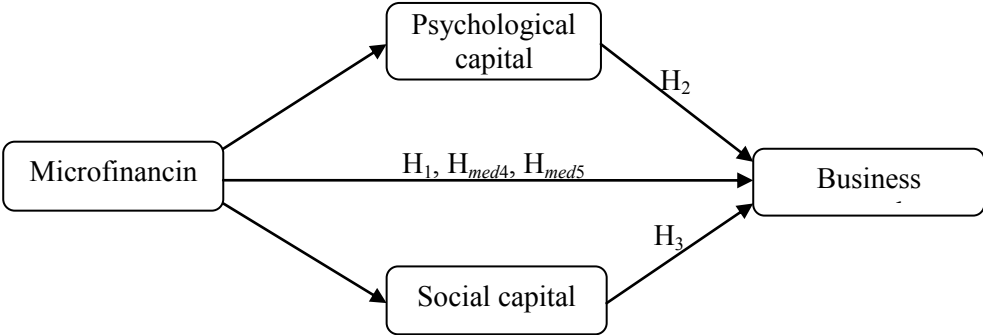 Psychological
capital
H₂
Microfinancin
H₁, Hₘₑd₄, Hₘₑd₅
Business
H₃
Social capital